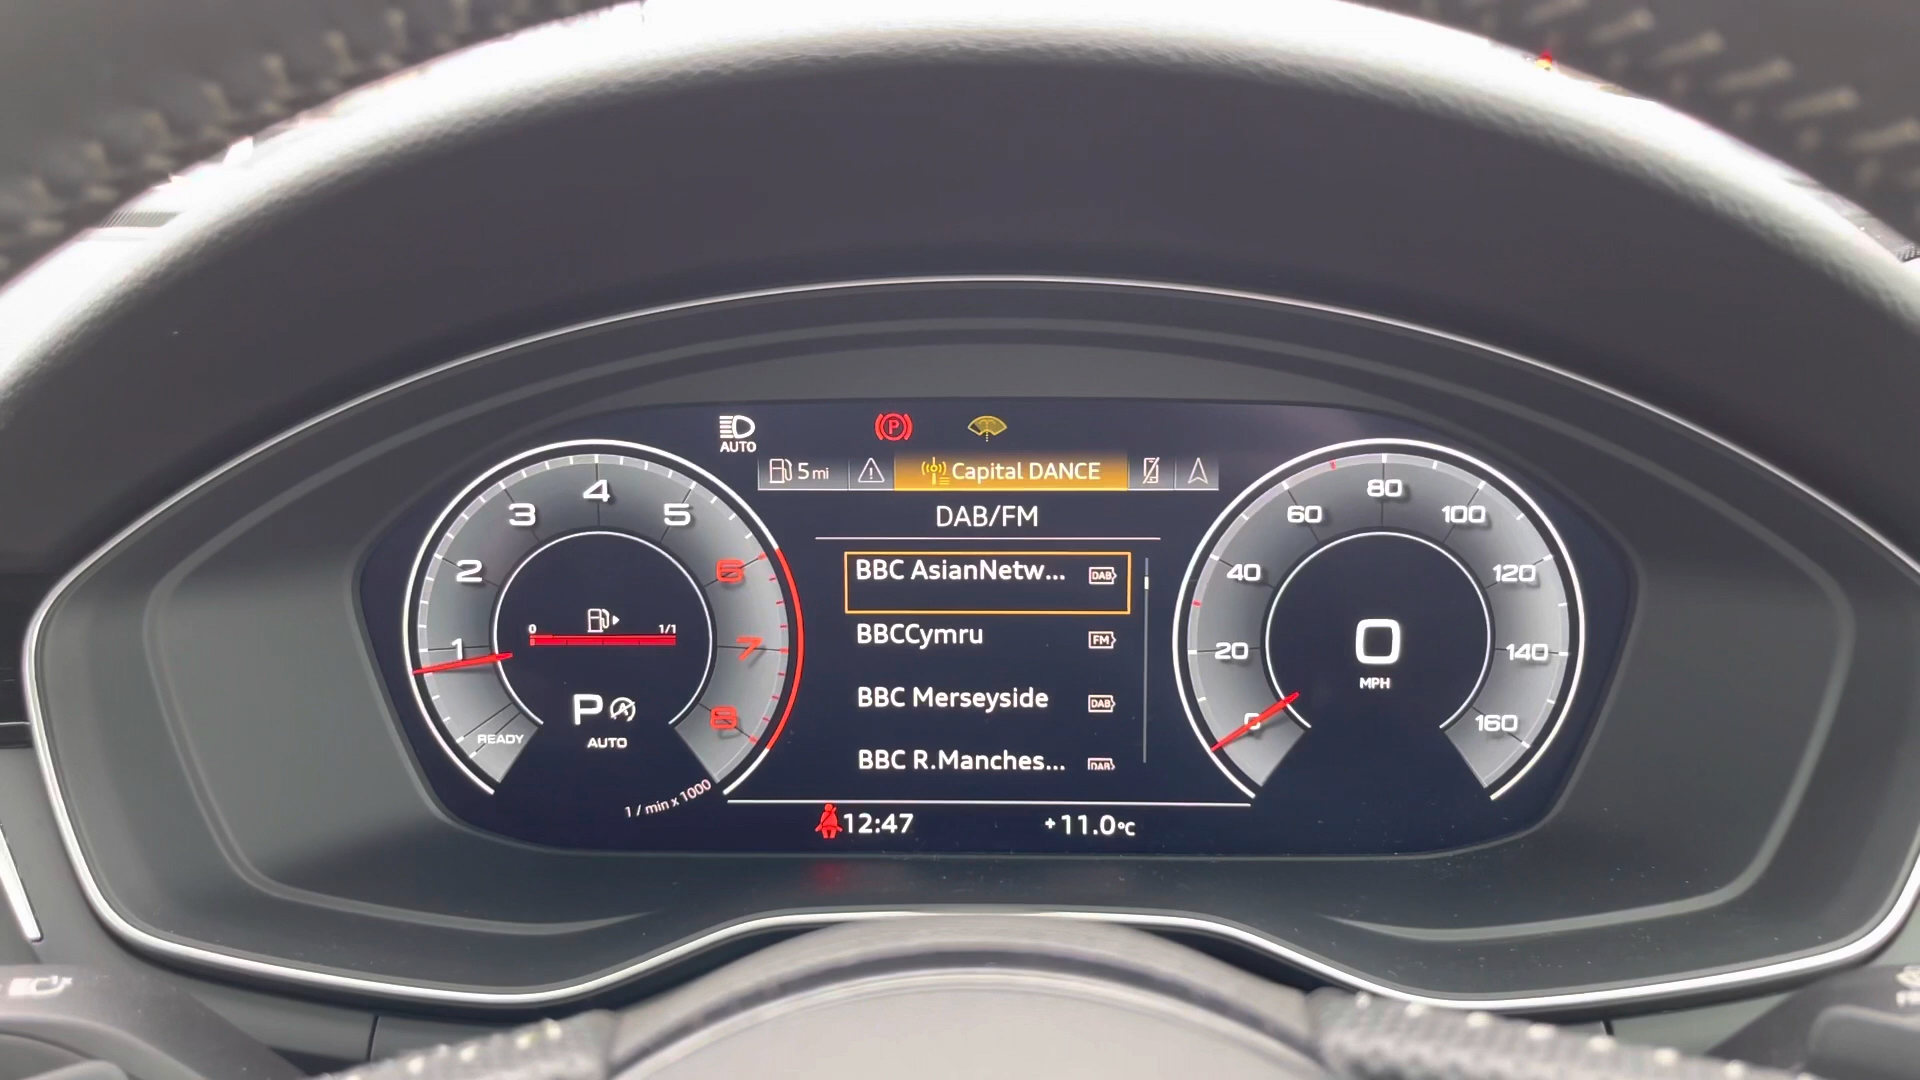 AUTO
P
5 mi
Capital DANCE
DAB/FM
BBC AsianNetw...
DAB
BBCCymru
FM
BBC Merseyside
DAB
BBC R.Manches...
DAB
1 2 3 4 5 6 7 8
0 1/1
P
AUTO
READY
1 / min x 1000
0 20 40 60 80 100 120 140 160
0
MPH
12:47
+11.0°C